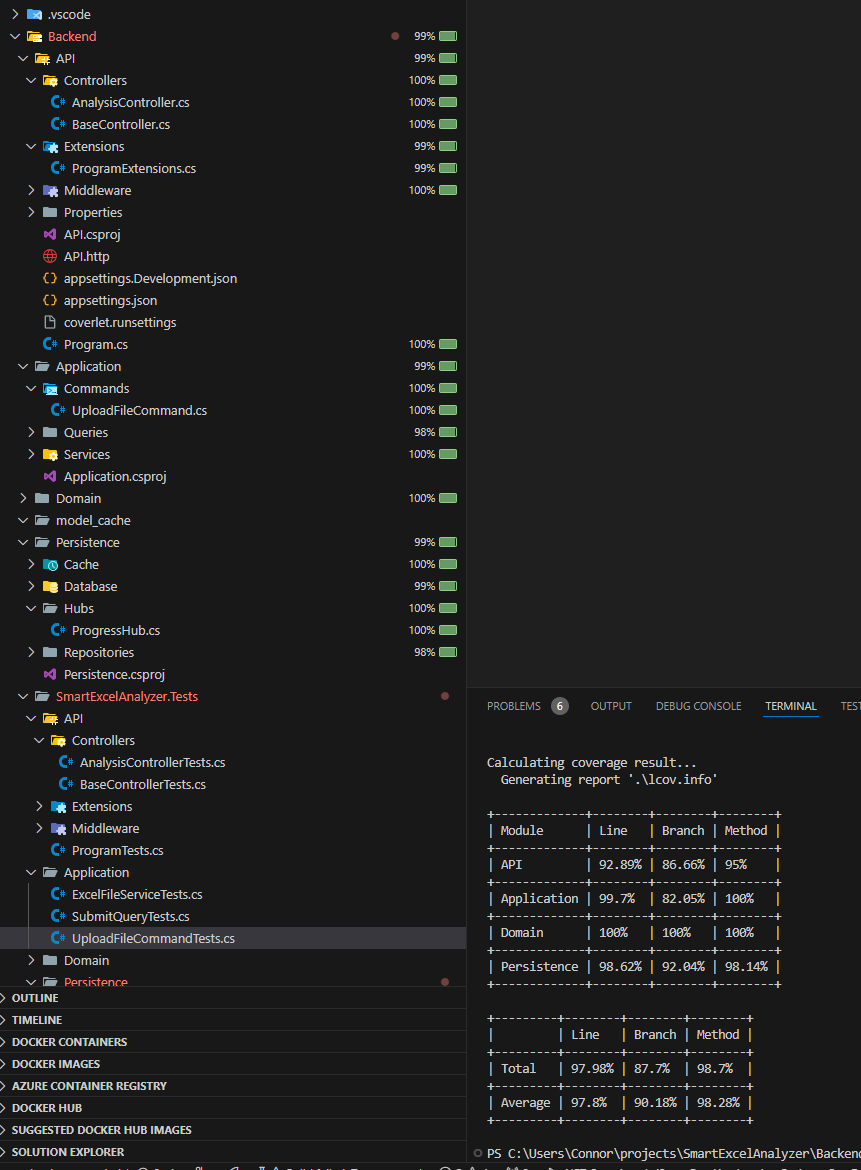 .vscode
Backend 99%
API 99%
Controllers 100%
AnalysisController.cs 100%
BaseController.cs 100%
Extensions 99%
ProgramExtensions.cs 99%
Middleware 100%
Properties
API.csproj
API.http
appsettings.Development.json
appsettings.json
coverlet.runsettings
Program.cs 100%
Application 99%
Commands 100%
UploadFileCommand.cs 100%
Queries 98%
Services 100%
Application.csproj
Domain 100%
model_cache
Persistence 99%
Cache 100%
Database 99%
Hubs 100%
ProgressHub.cs 100%
Repositories 98%
Persistence.csproj
SmartExcelAnalyzer.Tests
API
Controllers
AnalysisControllerTests.cs
BaseControllerTests.cs
Extensions
Middleware
ProgramTests.cs
Application
ExcelFileServiceTests.cs
SubmitQueryTests.cs
UploadFileCommandTests.cs
Domain
Persistence
OUTLINE
TIMELINE
DOCKER CONTAINERS
DOCKER IMAGES
AZURE CONTAINER REGISTRY
DOCKER HUB
SUGGESTED DOCKER HUB IMAGES
SOLUTION EXPLORER
PROBLEMS 6 OUTPUT DEBUG CONSOLE TERMINAL TEST
Calculating coverage result...
Generating report '.\lcov.info'
+-------------+--------+--------+--------+
| Module | Line | Branch | Method |
+-------------+--------+--------+--------+
| API | 92.89% | 86.66% | 95% |
+-------------+--------+--------+--------+
| Application | 99.7% | 82.05% | 100% |
+-------------+--------+--------+--------+
| Domain | 100% | 100% | 100% |
+-------------+--------+--------+--------+
| Persistence | 98.62% | 92.04% | 98.14% |
+-------------+--------+--------+--------+
+---------+--------+--------+--------+
| | Line | Branch | Method |
+---------+--------+--------+--------+
| Total | 97.98% | 87.7% | 98.7% |
+---------+--------+--------+--------+
| Average | 97.8% | 90.18% | 98.28% |
+---------+--------+--------+--------+
PS C:\Users\Connor\projects\SmartExcelAnalyzer\Backend